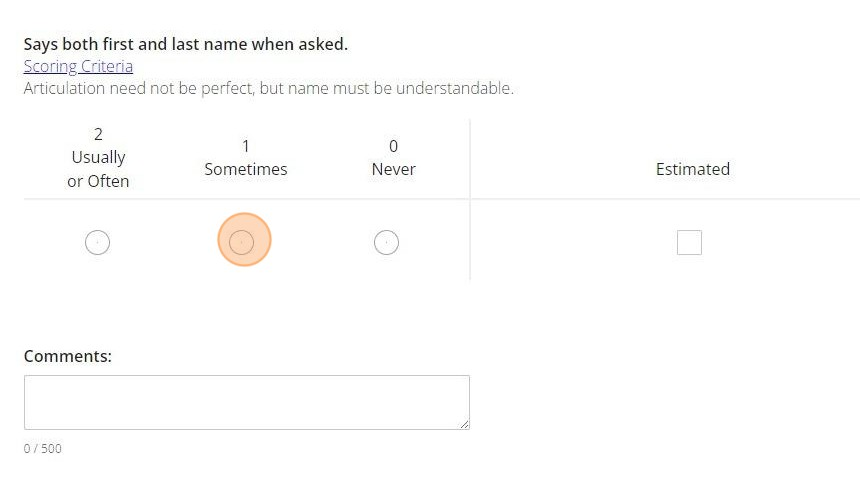 Says both first and last name when asked.
Scoring Criteria
Articulation need not be perfect, but name must be understandable.
2
Usually
or Often
1
Sometimes
0
Never
Estimated
Comments:
0 / 500